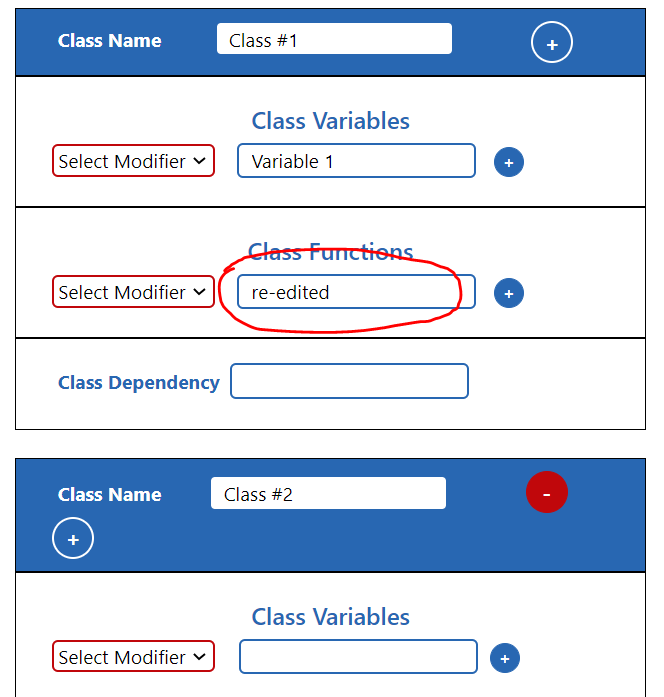 Class Name Class #1 +
Class Variables
Select Modifier Variable 1 +
Class Functions
Select Modifier re-edited +
Class Dependency
Class Name Class #2 -
+
Class Variables
Select Modifier +